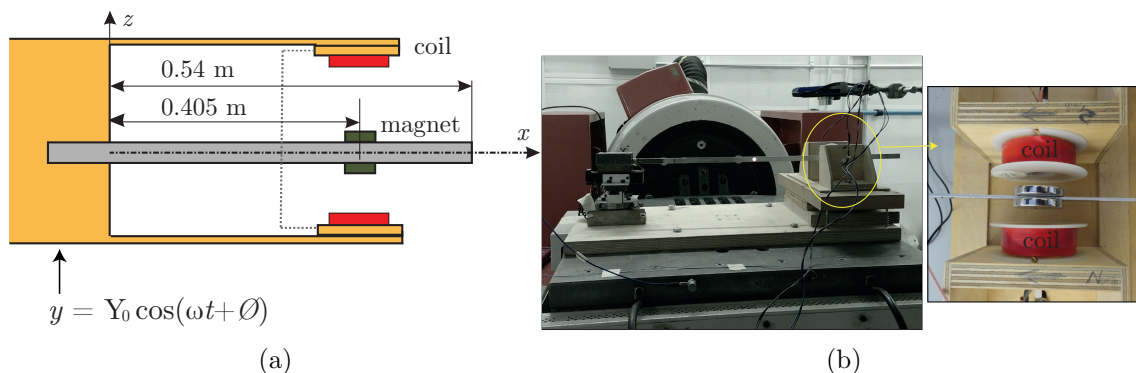 z
coil
0.54 m
0.405 m
magnet
x
y = Y₀ cos(ωt+Ø)
(a)
coil
coil
N
(b)